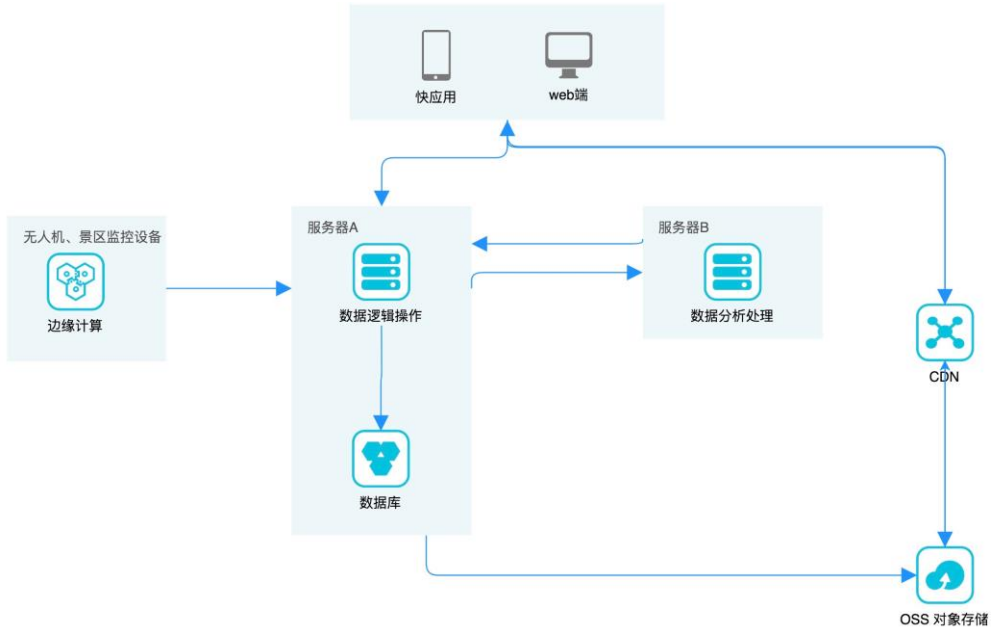 快应用
web端
无人机、景区监控设备
边缘计算
服务器A
数据逻辑操作
数据库
服务器B
数据分析处理
CDN
OSS 对象存储